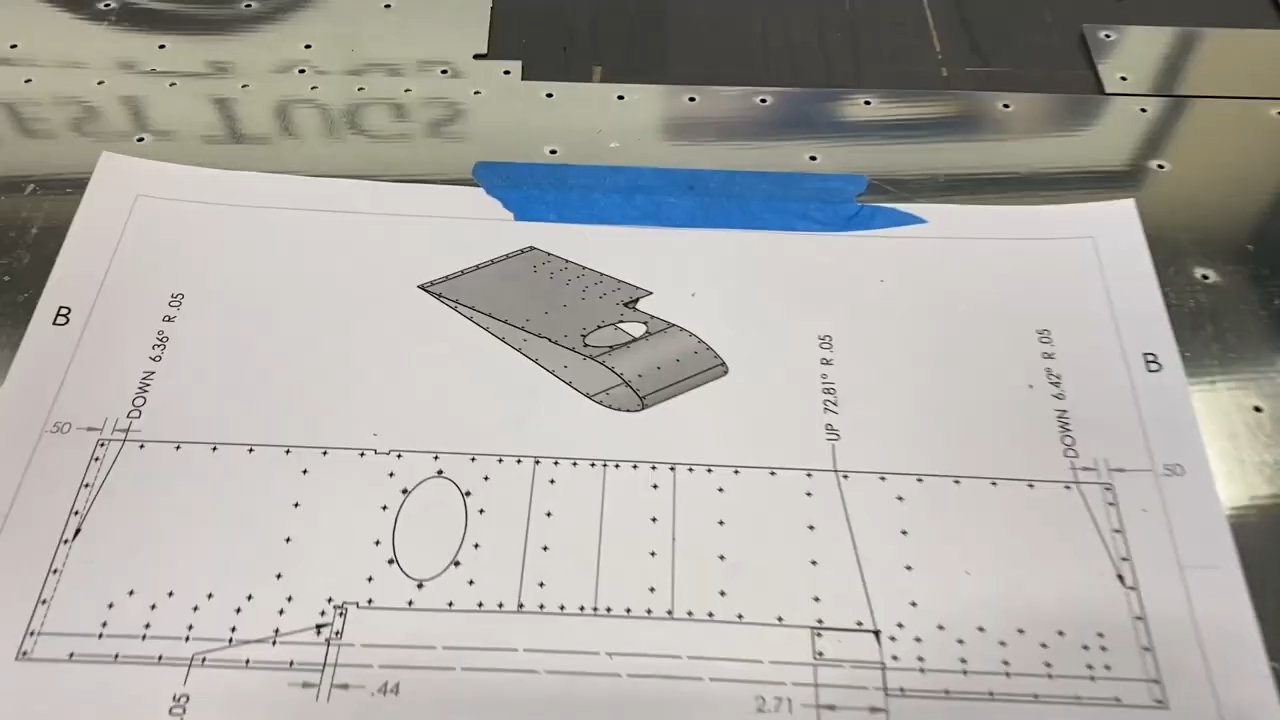 B
DOWN 6.36° R .05
.50
UP 72.81° R .05
DOWN 6.42° R .05
B
.50
.05
.44
2.71